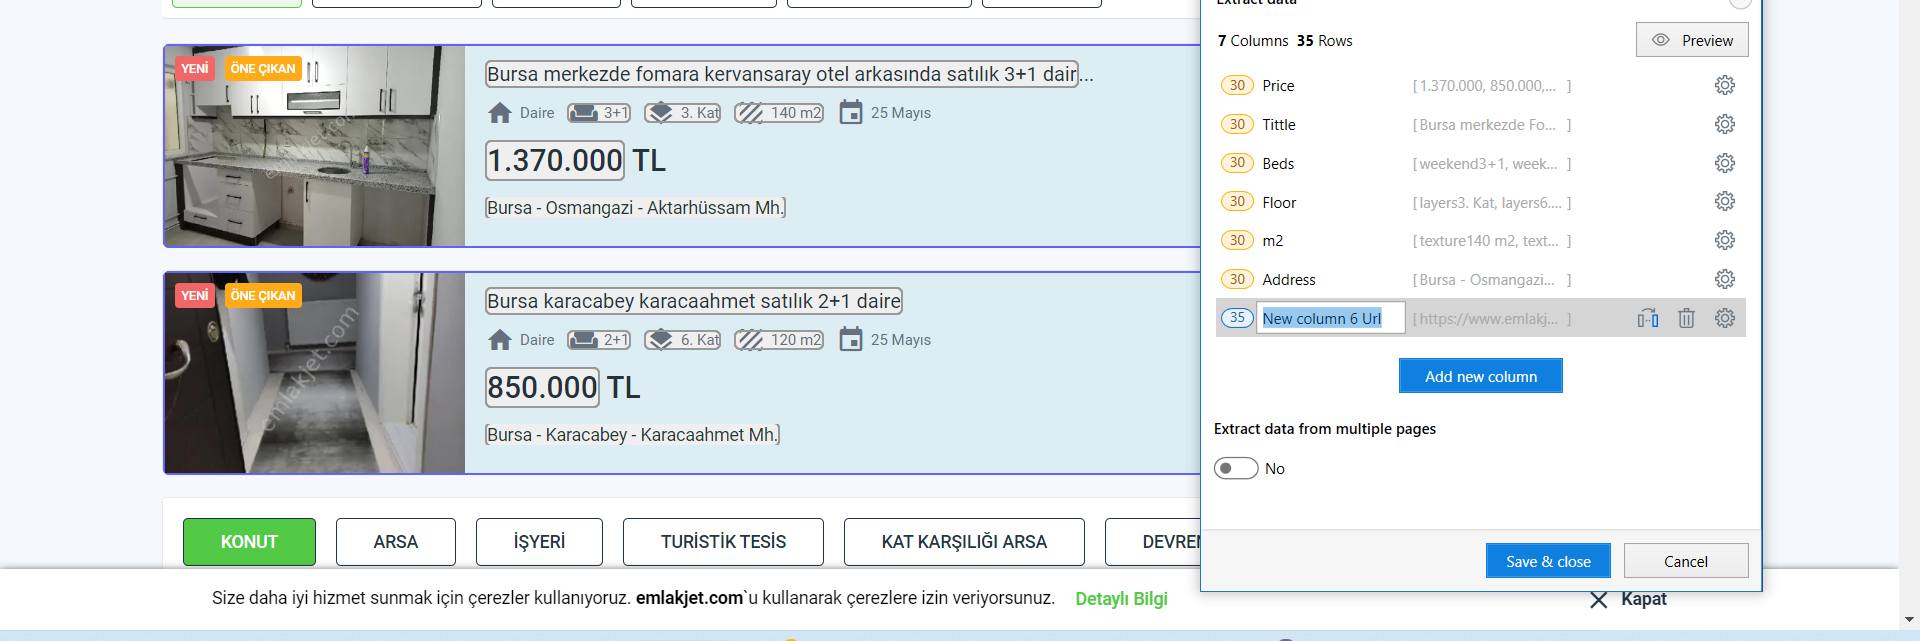 Extract data
7 Columns 35 Rows
Preview
30 Price [ 1.370.000, 850.000,... ]
30 Tittle [ Bursa merkezde Fo... ]
30 Beds [ weekend3+1, week... ]
30 Floor [ layers3. Kat, layers6.... ]
30 m2 [ texture140 m2, text... ]
30 Address [ Bursa - Osmangazi... ]
35 New column 6 Url [ https://www.emlakj... ]
Add new column
Extract data from multiple pages
No
Save & close Cancel
YENİ ÖNE ÇIKAN
emlakjet.com
Bursa merkezde fomara kervansaray otel arkasında satılık 3+1 dair...
Daire 3+1 3. Kat 140 m2 25 Mayıs
1.370.000 TL
Bursa - Osmangazi - Aktarhüssam Mh.
YENİ ÖNE ÇIKAN
emlakjet.com
Bursa karacabey karacaahmet satılık 2+1 daire
Daire 2+1 6. Kat 120 m2 25 Mayıs
850.000 TL
Bursa - Karacabey - Karacaahmet Mh.
KONUT ARSA İŞYERİ TURİSTİK TESİS KAT KARŞILIĞI ARSA
Size daha iyi hizmet sunmak için çerezler kullanıyoruz. emlakjet.com`u kullanarak çerezlere izin veriyorsunuz. Detaylı Bilgi
Kapat